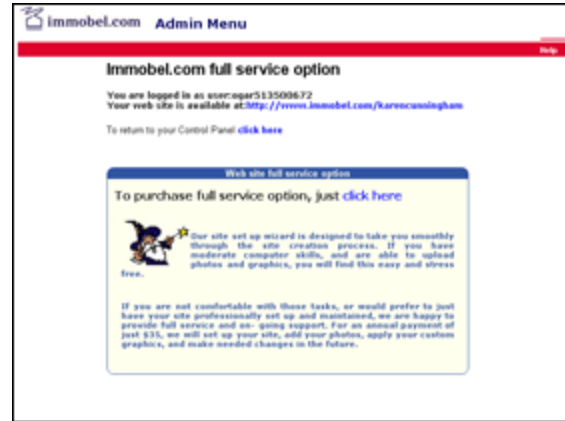 immobel.com Admin Menu
Help
Immobel.com full service option
You are logged in as user:ogar513500672
Your web site is available at:http://www.immobel.com/karencunningham
To return to your Control Panel click here
Web site full service option
To purchase full service option, just click here
Our site set up wizard is designed to take you smoothly
through the site creation process. If you have
moderate computer skills, and are able to upload
photos and graphics, you will find this easy and stress
free.
If you are not comfortable with those tasks, or would prefer to just
have your site professionally set up and maintained, we are happy to
provide full service and on- going support. For an annual payment of
just $35, we will set up your site, add your photos, apply your custom
graphics, and make needed changes in the future.